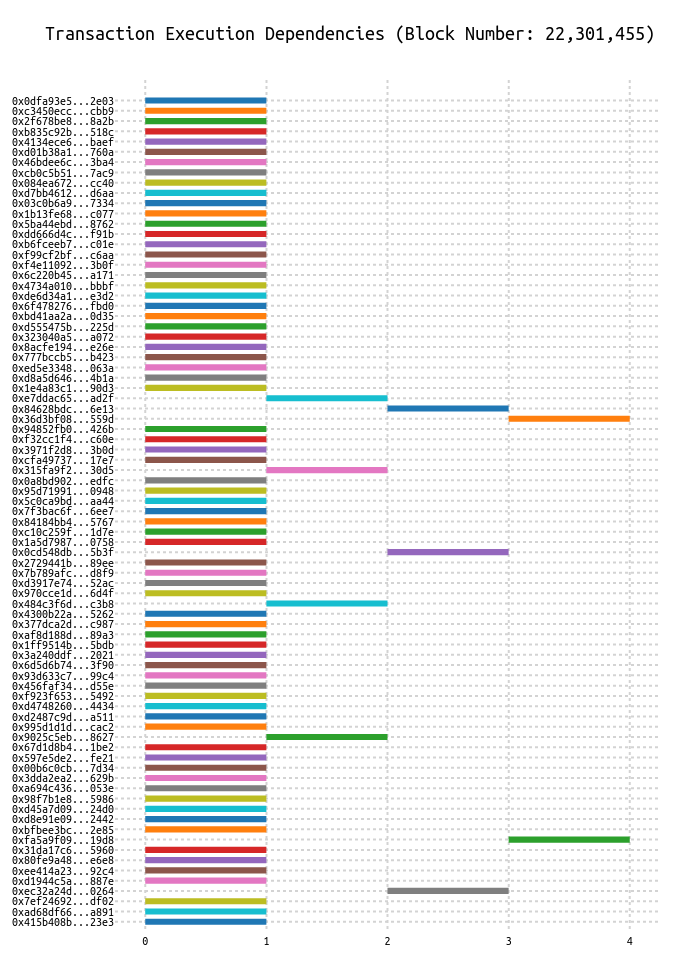 Transaction Execution Dependencies (Block Number: 22,301,455)
0x0dfa93e5...2e03
0xc3450ecc...cbb9
0x2f678be8...8a2b
0xb835c92b...518c
0x4134ece6...baef
0xd01b38a1...760a
0x46bdee6c...3ba4
0xcb0c5b51...7ac9
0x084ea672...cc40
0xd7bb4612...d6aa
0x03c0b6a9...7334
0x1b13fe68...c077
0x5ba44ebd...8762
0xdd666d4c...f91b
0xb6fceeb7...c01e
0xf99cf2bf...c6aa
0xf4e11092...3b0f
0x6c220b45...a171
0x4734a010...bbbf
0xde6d34a1...e3d2
0x6f478276...fbd0
0xbd41aa2a...0d35
0xd555475b...225d
0x323040a5...a072
0x8acfe194...e26e
0x777bccb5...b423
0xed5e3348...063a
0xd8a5d646...4b1a
0x1e4a83c1...90d3
0xe7ddac65...ad2f
0x84628bdc...6e13
0x36d3bf08...559d
0x94852fb0...426b
0xf32cc1f4...c60e
0x3971f2d8...3b0d
0xcfa49737...17e7
0x315fa9f2...30d5
0x0a8bd902...edfc
0x95d71991...0948
0x5c0ca9bd...aa44
0x7f3bac6f...6ee7
0x84184bb4...5767
0xc10c259f...1d7e
0x1a5d7987...0758
0x0cd548db...5b3f
0x2729441b...89ee
0x7b789afc...d8f9
0xd3917e74...52ac
0x970cce1d...6d4f
0x484c3f6d...c3b8
0x4300b22a...5262
0x377dca2d...c987
0xaf8d188d...89a3
0x1ff9514b...5bdb
0x3a240ddf...2021
0x6d5d6b74...3f90
0x93d633c7...99c4
0x456faf34...d55e
0xf923f653...5492
0xd4748260...4434
0xd2487c9d...a511
0x995d1d1d...cac2
0x9025c5eb...8627
0x67d1d8b4...1be2
0x597e5de2...fe21
0x00b6c0cb...7d34
0x3dda2ea2...629b
0xa694c436...053e
0x98f7b1e8...5986
0xd45a7d09...24d0
0xd8e91e09...2442
0xbfbee3bc...2e85
0xfa5a9f09...19d8
0x31da17c6...5960
0x80fe9a48...e6e8
0xee414a23...92c4
0xd1944c5a...887e
0xec32a24d...0264
0x7ef24692...df02
0xad68df66...a891
0x415b408b...23e3
0 1 2 3 4